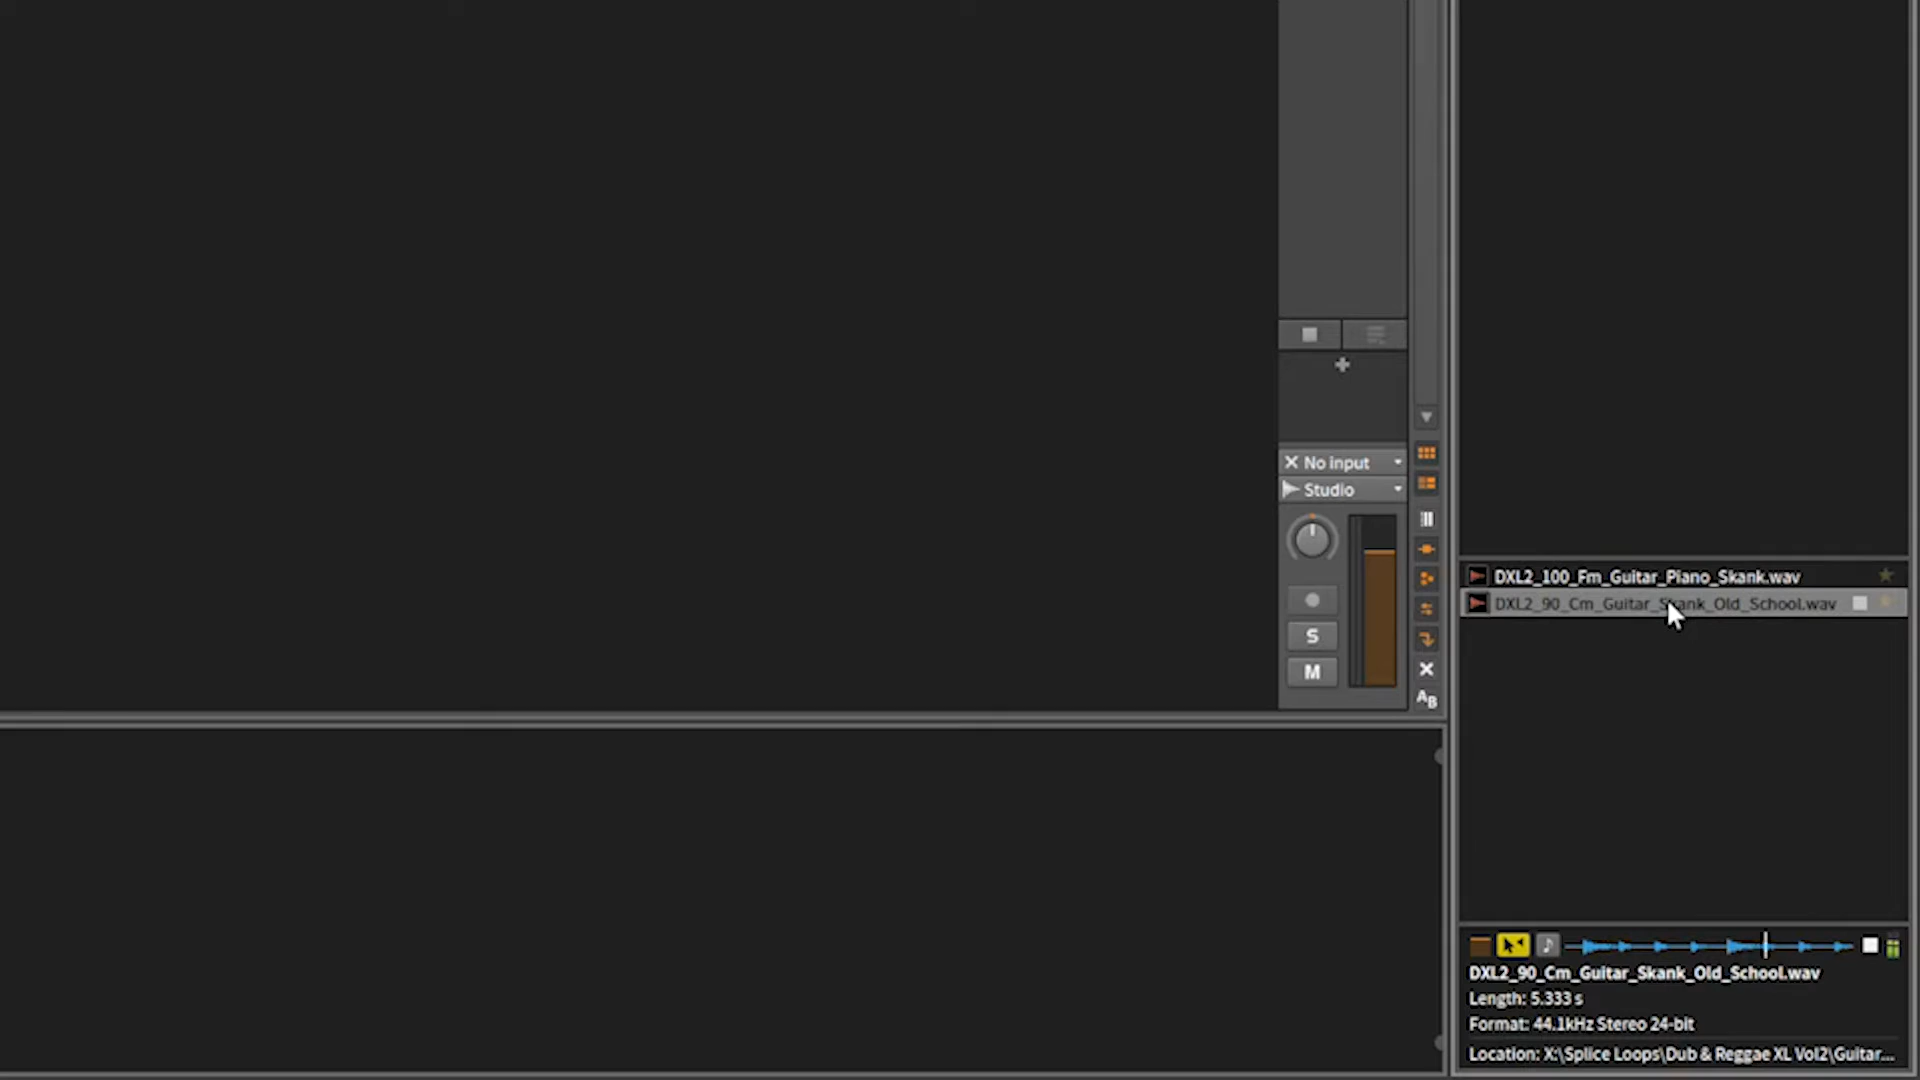 No input
Studio
S
M
AB
DXL2_100_Fm_Guitar_Piano_Skank.wav
DXL2_90_Cm_Guitar_Skank_Old_School.wav
DXL2_90_Cm_Guitar_Skank_Old_School.wav
Length: 5.333 s
Format: 44.1kHz Stereo 24-bit
Location: X:\Splice Loops\Dub & Reggae XL Vol2\Guitar...